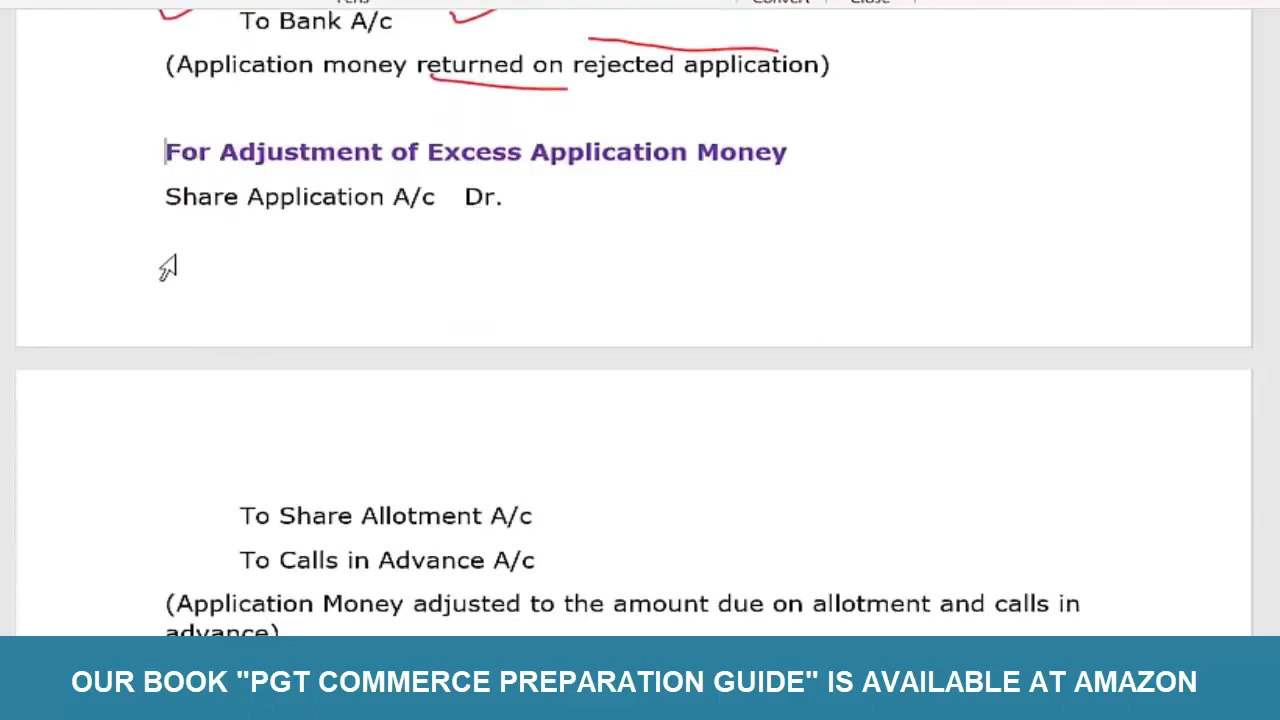 To Bank A/c
(Application money returned on rejected application)
For Adjustment of Excess Application Money
Share Application A/c Dr.
To Share Allotment A/c
To Calls in Advance A/c
(Application Money adjusted to the amount due on allotment and calls in
advance)
OUR BOOK "PGT COMMERCE PREPARATION GUIDE" IS AVAILABLE AT AMAZON